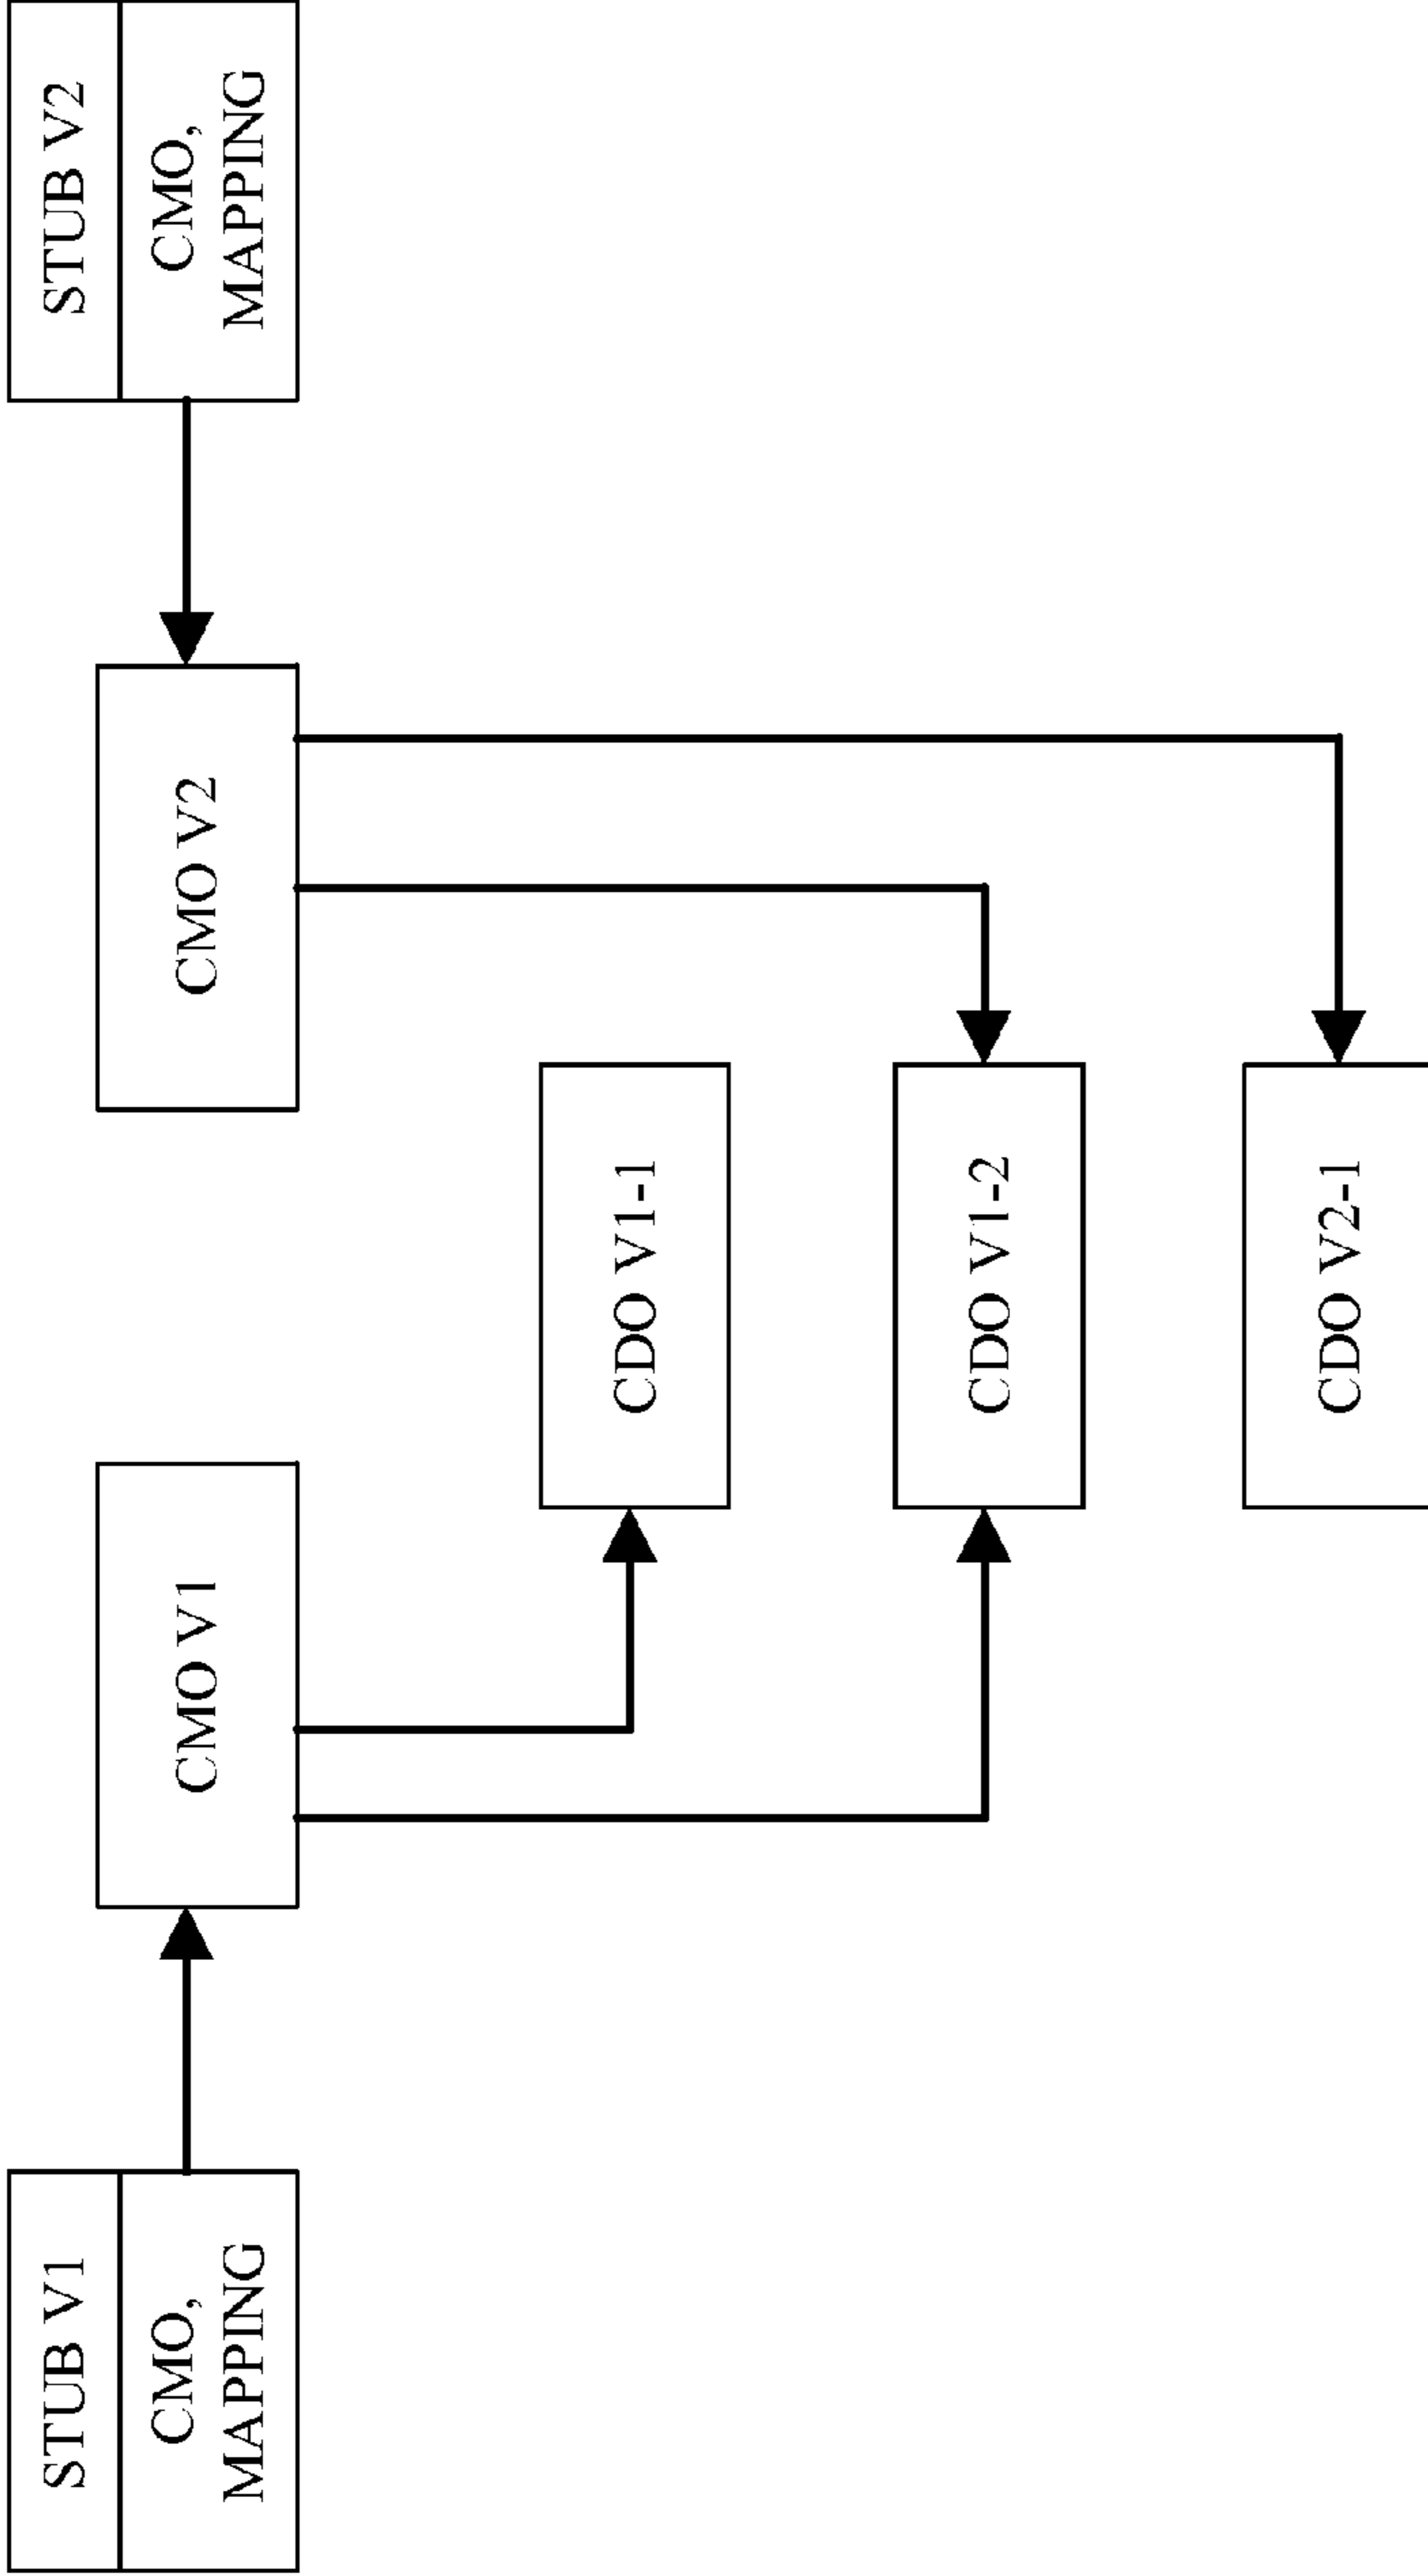 STUB V1
CMO,
MAPPING
CMO V1
CMO V2
STUB V2
CMO,
MAPPING
CDO V1-1
CDO V1-2
CDO V2-1